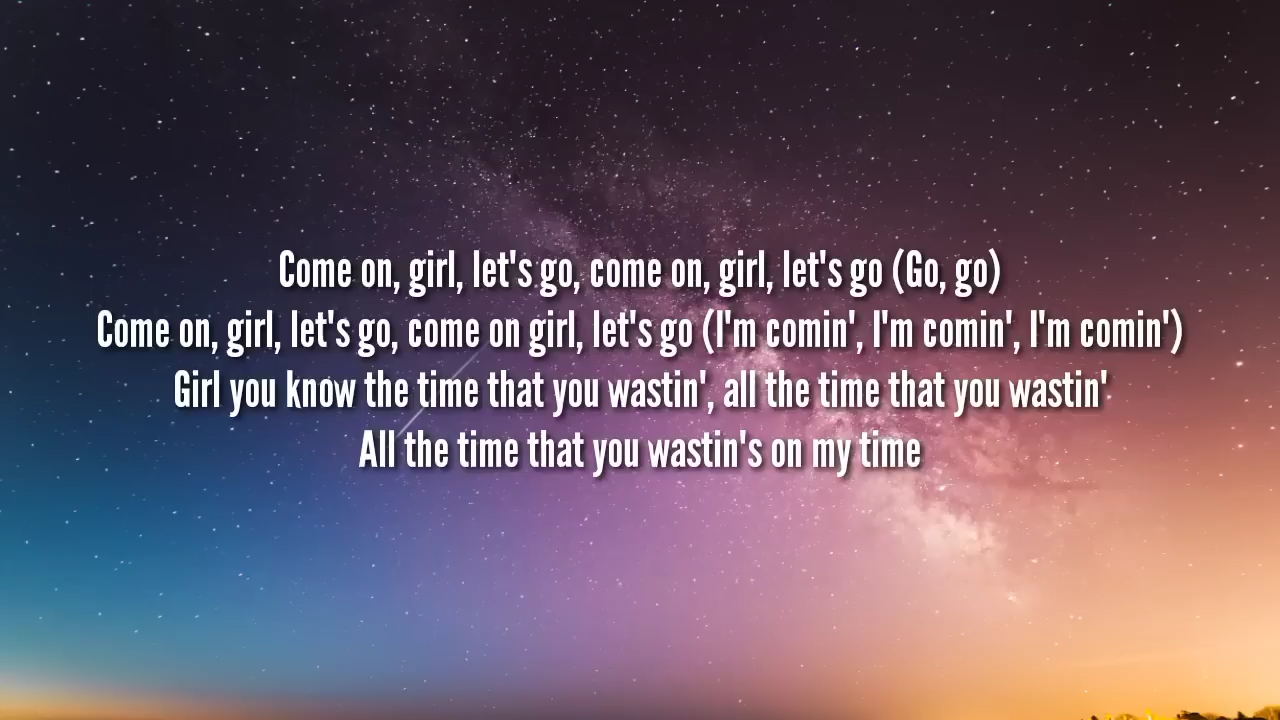 Come on, girl, let's go, come on, girl, let's go (Go, go)
Come on, girl, let's go, come on girl, let's go (I'm comin', I'm comin', I'm comin')
Girl you know the time that you wastin', all the time that you wastin'
All the time that you wastin's on my time